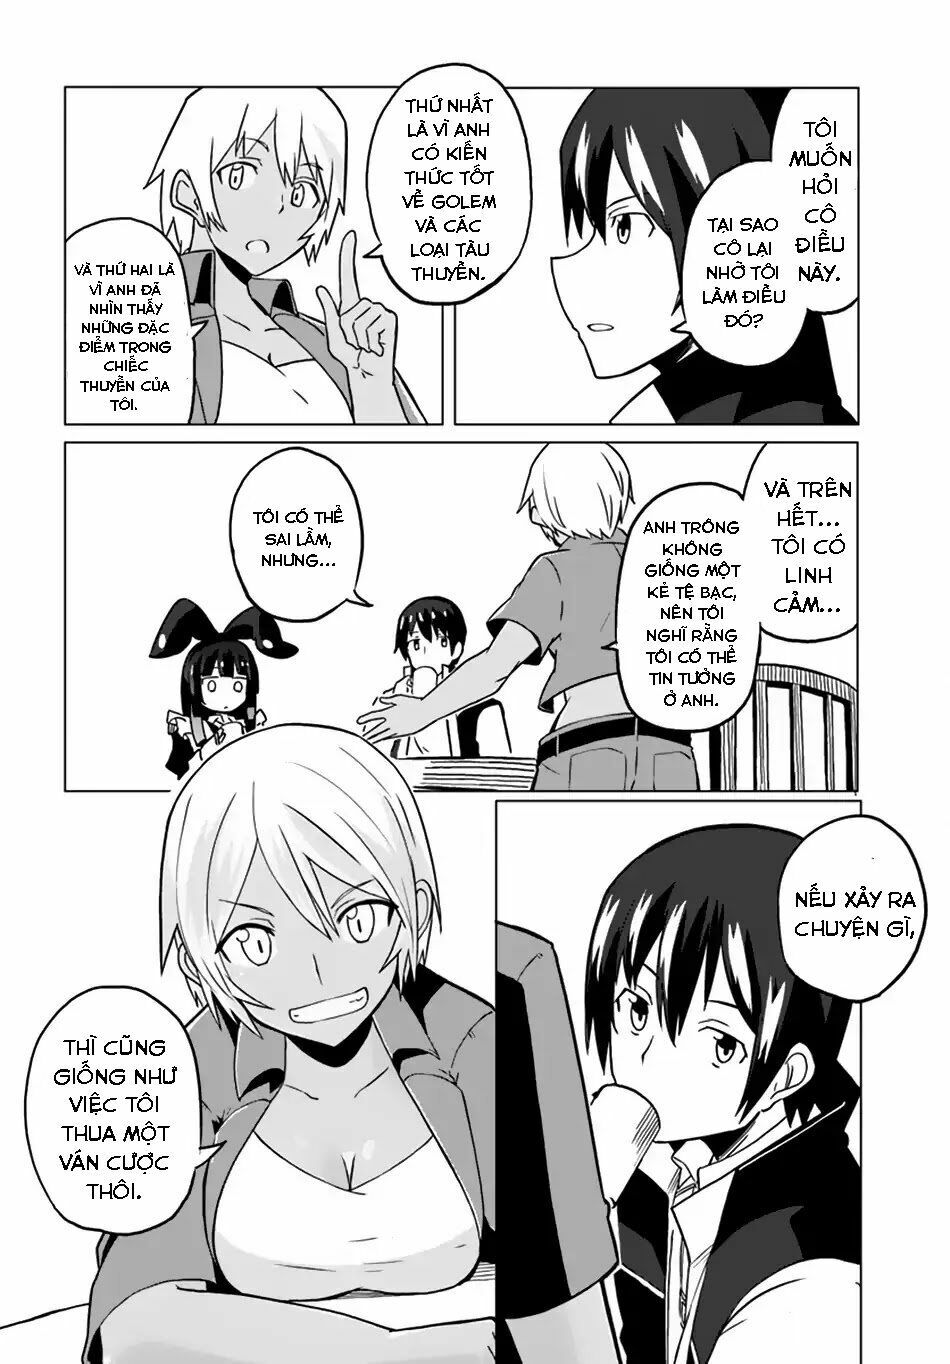 TÔI
MUỐN
HỎI
CÔ
ĐIỀU
NÀY.
TẠI SAO
CÔ LẠI
NHỜ TÔI
LÀM ĐIỀU
ĐÓ?
THỨ NHẤT
LÀ VÌ ANH
CÓ KIẾN
THỨC TỐT
VỀ GOLEM
VÀ CÁC
LOẠI TÀU
THUYỀN.
VÀ THỨ HAI LÀ
VÌ ANH ĐÃ
NHÌN THẤY
NHỮNG ĐẶC
ĐIỂM TRONG
CHIẾC
THUYỀN CỦA
TÔI.
VÀ TRÊN
HẾT...
TÔI CÓ
LINH
CẢM...
ANH TRÔNG
KHÔNG
GIỐNG MỘT
KẺ TỆ BẠC,
NÊN TÔI
NGHĨ RẰNG
TÔI CÓ THỂ
TIN TƯỞNG
Ở ANH.
TÔI CÓ THỂ
SAI LẦM,
NHƯNG...
NẾU XẢY RA
CHUYỆN GÌ,
THÌ CŨNG
GIỐNG NHƯ
VIỆC TÔI
THUA MỘT
VÁN CƯỢC
THÔI.